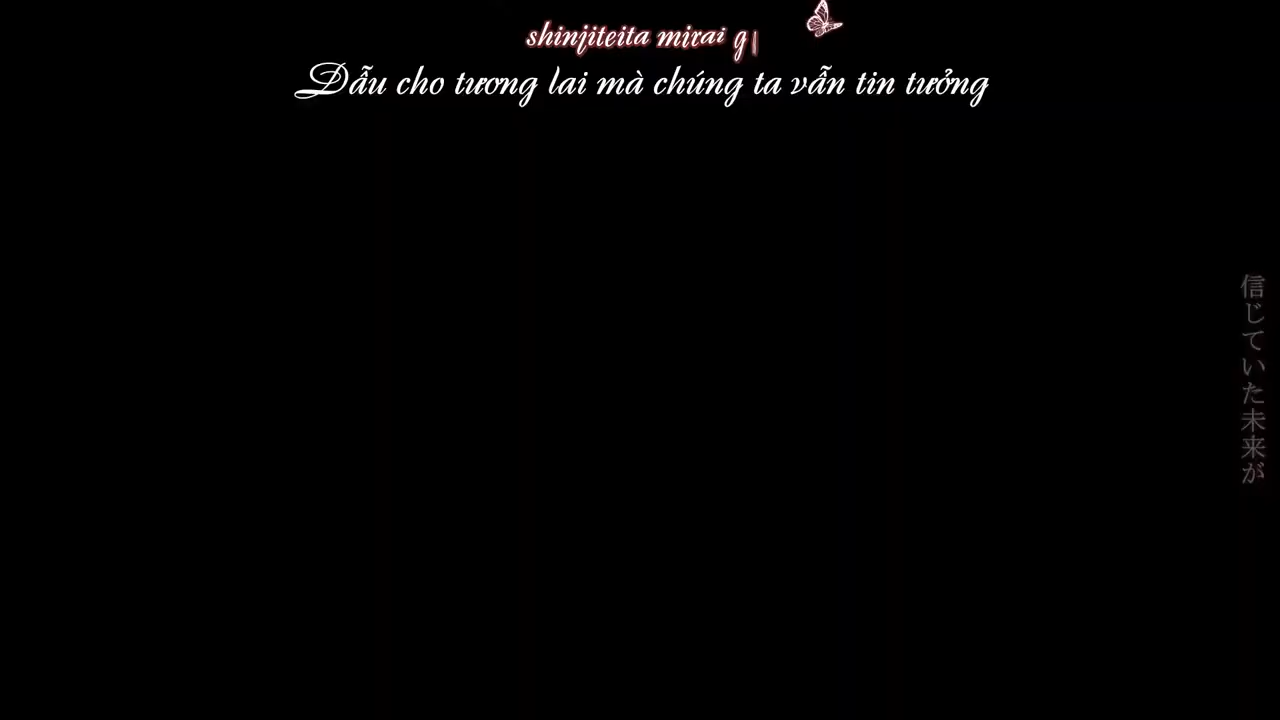 shinjiteita mirai g
Dẫu cho tương lai mà chúng ta vẫn tin tưởng
信じていた未来が